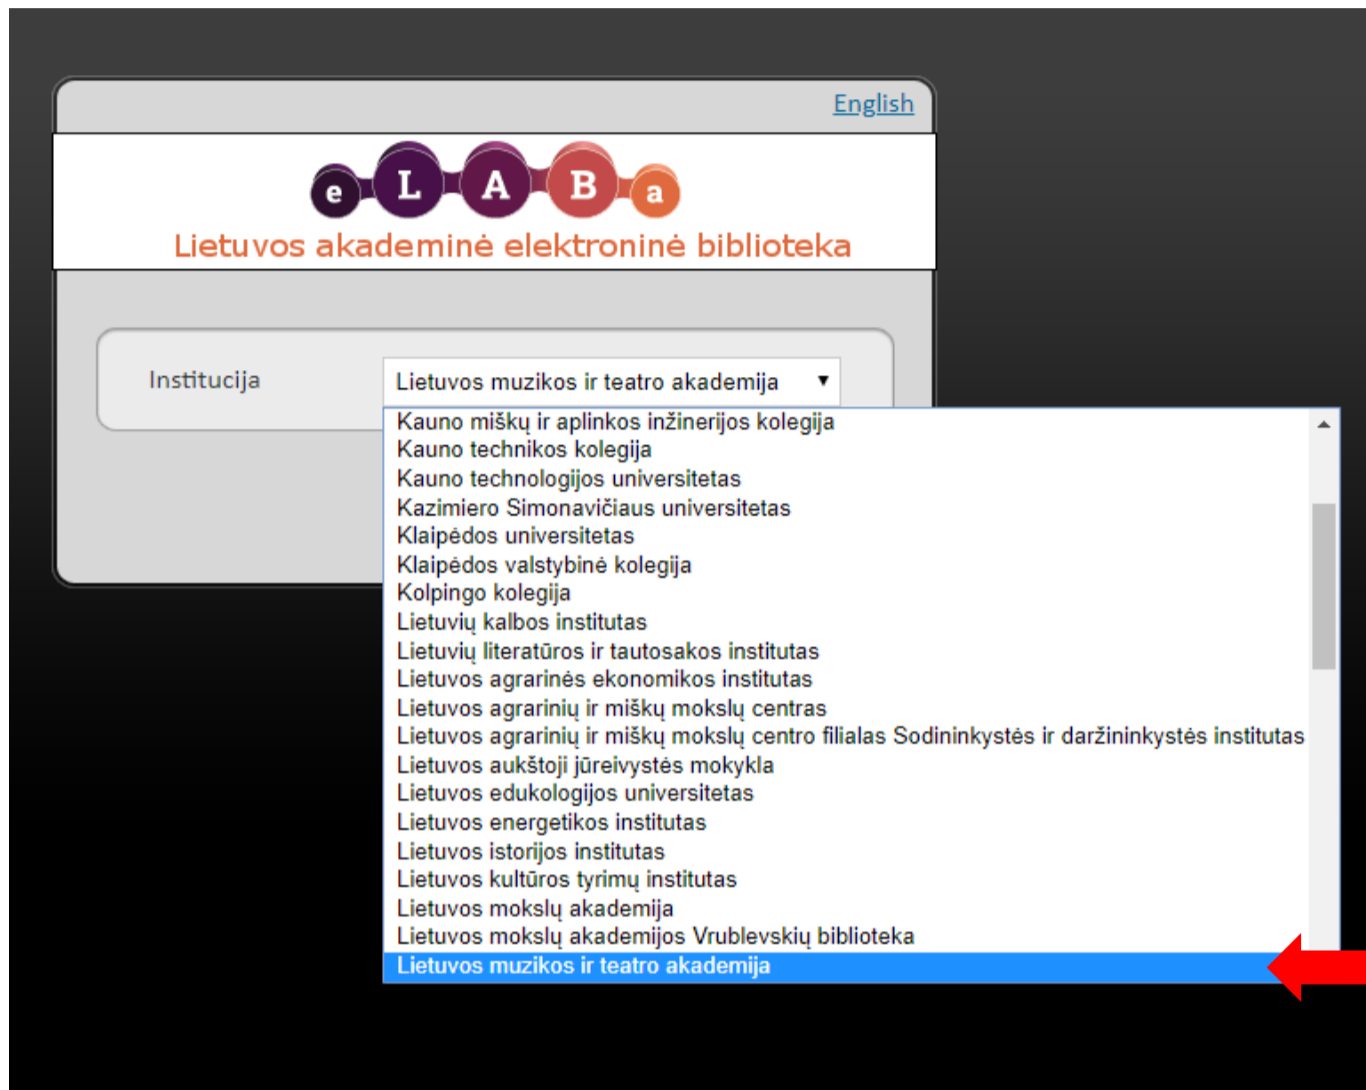 English
eLABa
Lietuvos akademinė elektroninė biblioteka
Institucija
Lietuvos muzikos ir teatro akademija
Kauno miškų ir aplinkos inžinerijos kolegija
Kauno technikos kolegija
Kauno technologijos universitetas
Kazimiero Simonavičiaus universitetas
Klaipėdos universitetas
Klaipėdos valstybinė kolegija
Kolpingo kolegija
Lietuvių kalbos institutas
Lietuvių literatūros ir tautosakos institutas
Lietuvos agrarinės ekonomikos institutas
Lietuvos agrarinių ir miškų mokslų centras
Lietuvos agrarinių ir miškų mokslų centro filialas Sodininkystės ir daržininkystės institutas
Lietuvos aukštoji jūreivystės mokykla
Lietuvos edukologijos universitetas
Lietuvos energetikos institutas
Lietuvos istorijos institutas
Lietuvos kultūros tyrimų institutas
Lietuvos mokslų akademija
Lietuvos mokslų akademijos Vrublevskių biblioteka
Lietuvos muzikos ir teatro akademija